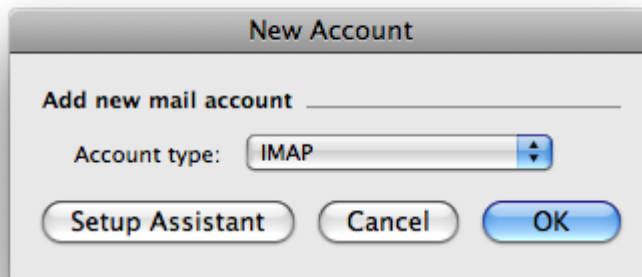 New Account
Add new mail account
Account type: IMAP
Setup Assistant Cancel OK